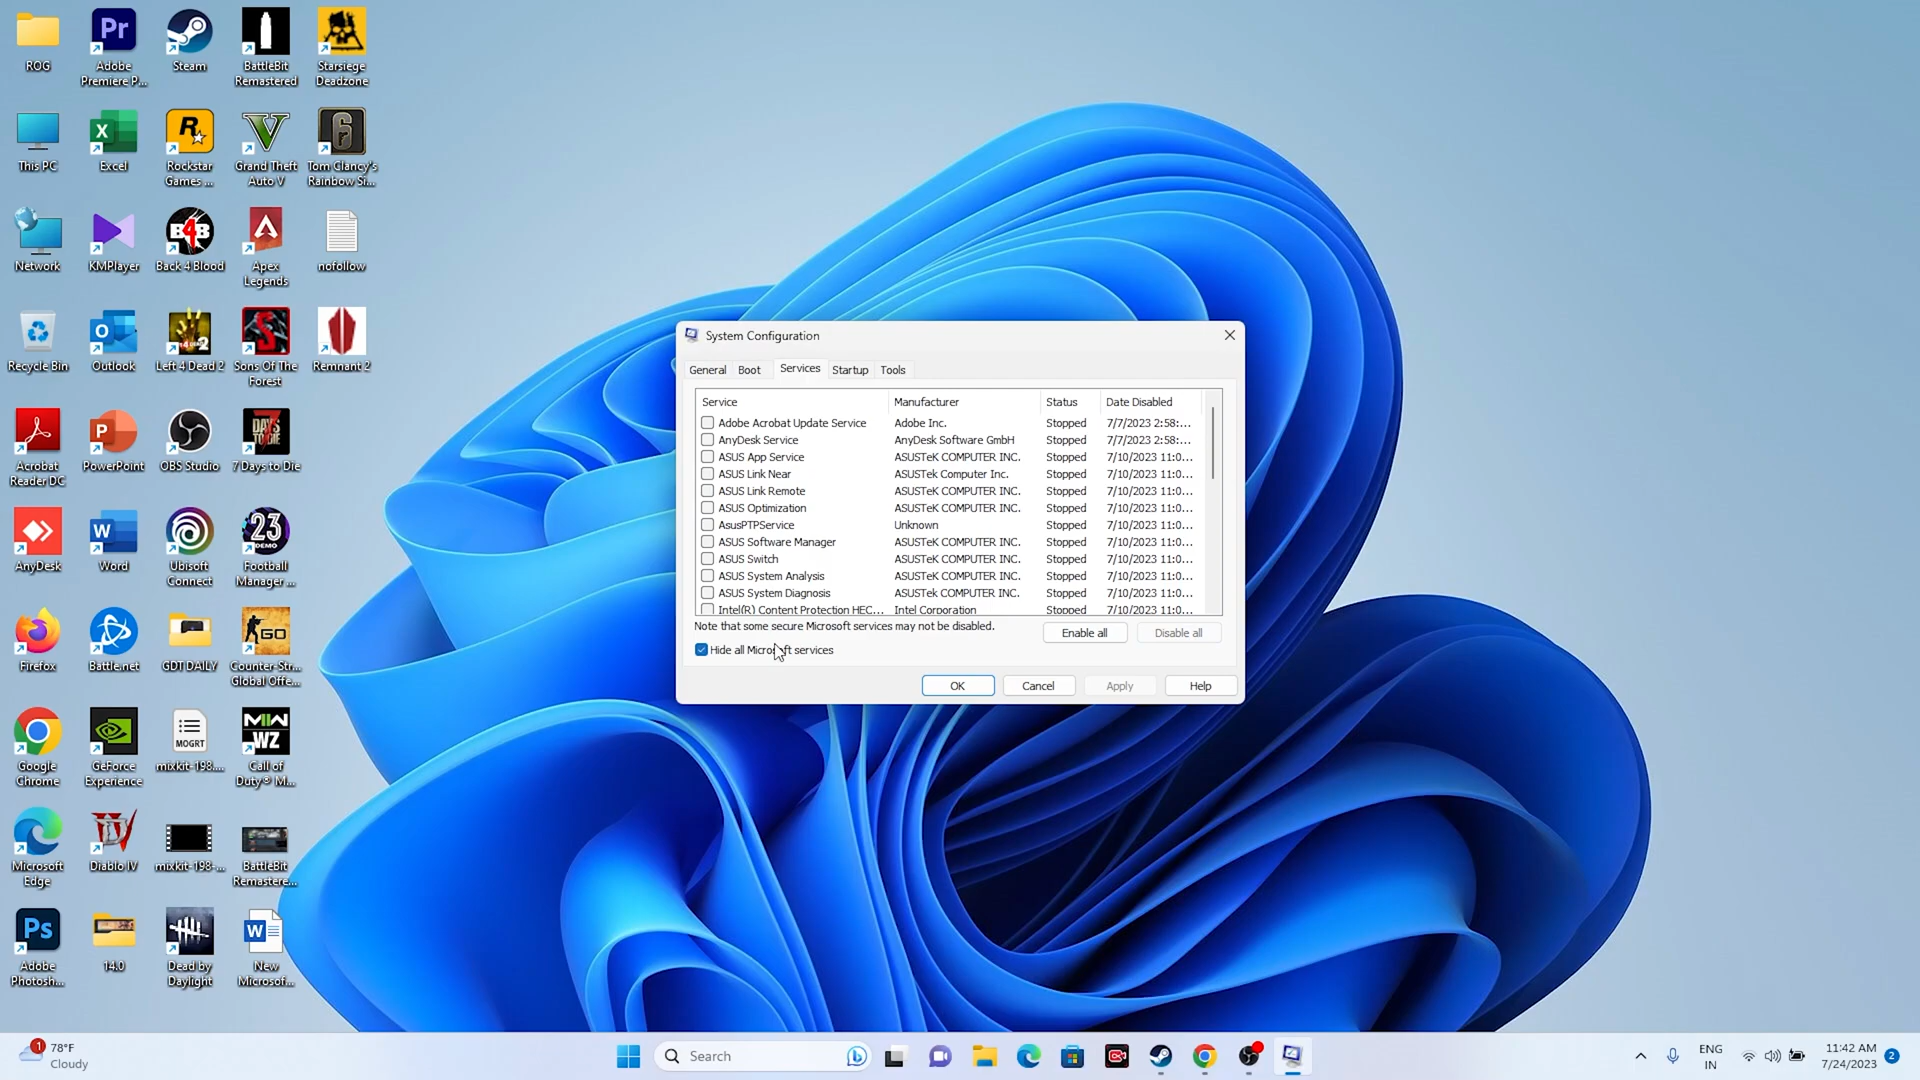 ROG
Adobe
Premiere P...
Steam
BattleBit
Remastered
Starsiege
Deadzone
This PC
Excel
Rockstar
Games ...
Grand Theft
Auto V
Tom Clancy's
Rainbow Si...
Network
KMPlayer
Back 4 Blood
Apex
Legends
nofollow
Recycle Bin
Outlook
Left 4 Dead 2
Sons Of The
Forest
Remnant 2
Acrobat
Reader DC
PowerPoint
OBS Studio
7 Days to Die
AnyDesk
Word
Ubisoft
Connect
Football
Manager ...
Firefox
Battle.net
GDT DAILY
Counter-Str...
Global Offe...
Google
Chrome
GeForce
Experience
MOGRT
mixkit-198....
Call of
Duty® M...
Microsoft
Edge
Diablo IV
mixkit-198-...
BattleBit
Remastere...
Adobe
Photosh...
14.0
Dead by
Daylight
New
Microsof...
System Configuration
General Boot Services Startup Tools
Service Manufacturer Status Date Disabled
Adobe Acrobat Update Service Adobe Inc. Stopped 7/7/2023 2:58:...
AnyDesk Service AnyDesk Software GmbH Stopped 7/7/2023 2:58:...
ASUS App Service ASUSTeK COMPUTER INC. Stopped 7/10/2023 11:0...
ASUS Link Near ASUSTeK Computer Inc. Stopped 7/10/2023 11:0...
ASUS Link Remote ASUSTeK COMPUTER INC. Stopped 7/10/2023 11:0...
ASUS Optimization ASUSTeK COMPUTER INC. Stopped 7/10/2023 11:0...
AsusPTPService Unknown Stopped 7/10/2023 11:0...
ASUS Software Manager ASUSTeK COMPUTER INC. Stopped 7/10/2023 11:0...
ASUS Switch ASUSTeK COMPUTER INC. Stopped 7/10/2023 11:0...
ASUS System Analysis ASUSTeK COMPUTER INC. Stopped 7/10/2023 11:0...
ASUS System Diagnosis ASUSTeK COMPUTER INC. Stopped 7/10/2023 11:0...
Intel(R) Content Protection HEC... Intel Corporation Stopped 7/10/2023 11:0...
Note that some secure Microsoft services may not be disabled.
Enable all Disable all
Hide all Microsoft services
OK Cancel Apply Help
1
78°F
Cloudy
Search
ENG
IN
11:42 AM
7/24/2023
2